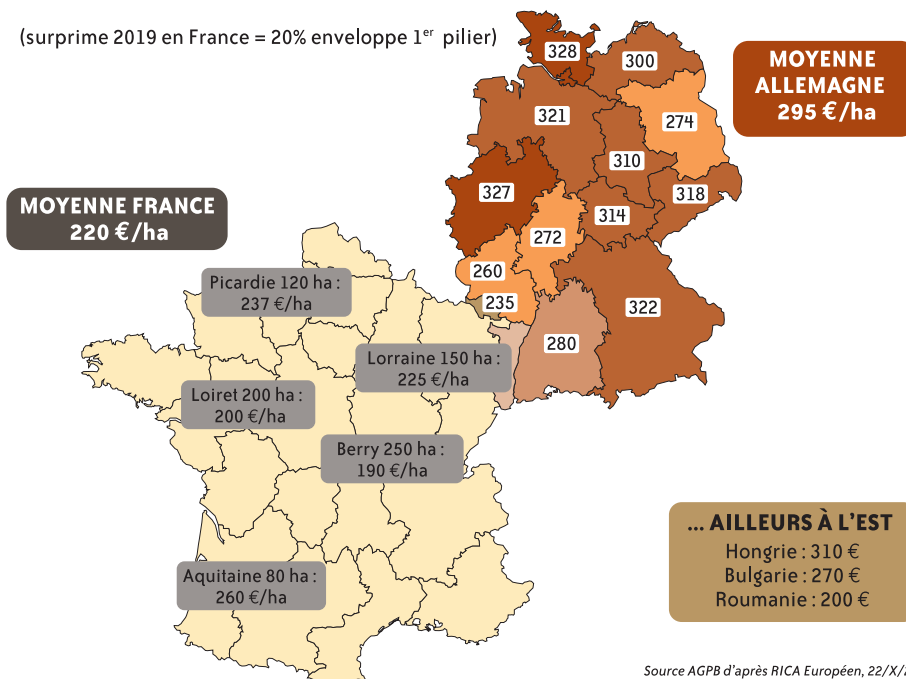 (surprime 2019 en France = 20% enveloppe 1er pilier)
MOYENNE
ALLEMAGNE
295 €/ha
328
300
321
274
310
327
318
314
272
260
235
322
280
MOYENNE FRANCE
220 €/ha
Picardie 120 ha :
237 €/ha
Lorraine 150 ha :
225 €/ha
Loiret 200 ha :
200 €/ha
Berry 250 ha :
190 €/ha
Aquitaine 80 ha :
260 €/ha
... AILLEURS À L’EST
Hongrie : 310 €
Bulgarie : 270 €
Roumanie : 200 €
Source AGPB d’après RICA Européen, 22/X/